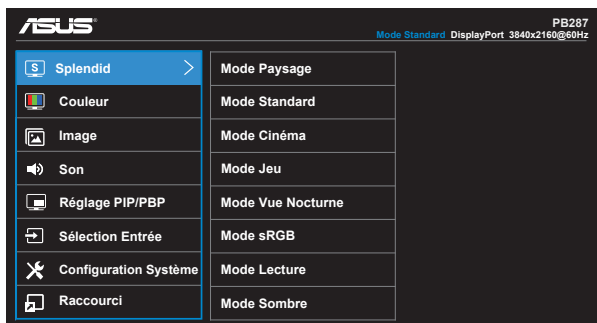 ASUS
PB287
Mode Standard DisplayPort 3840x2160@60Hz
S Splendid
Couleur
Image
Son
Réglage PIP/PBP
Sélection Entrée
Configuration Système
Raccourci
Mode Paysage
Mode Standard
Mode Cinéma
Mode Jeu
Mode Vue Nocturne
Mode sRGB
Mode Lecture
Mode Sombre